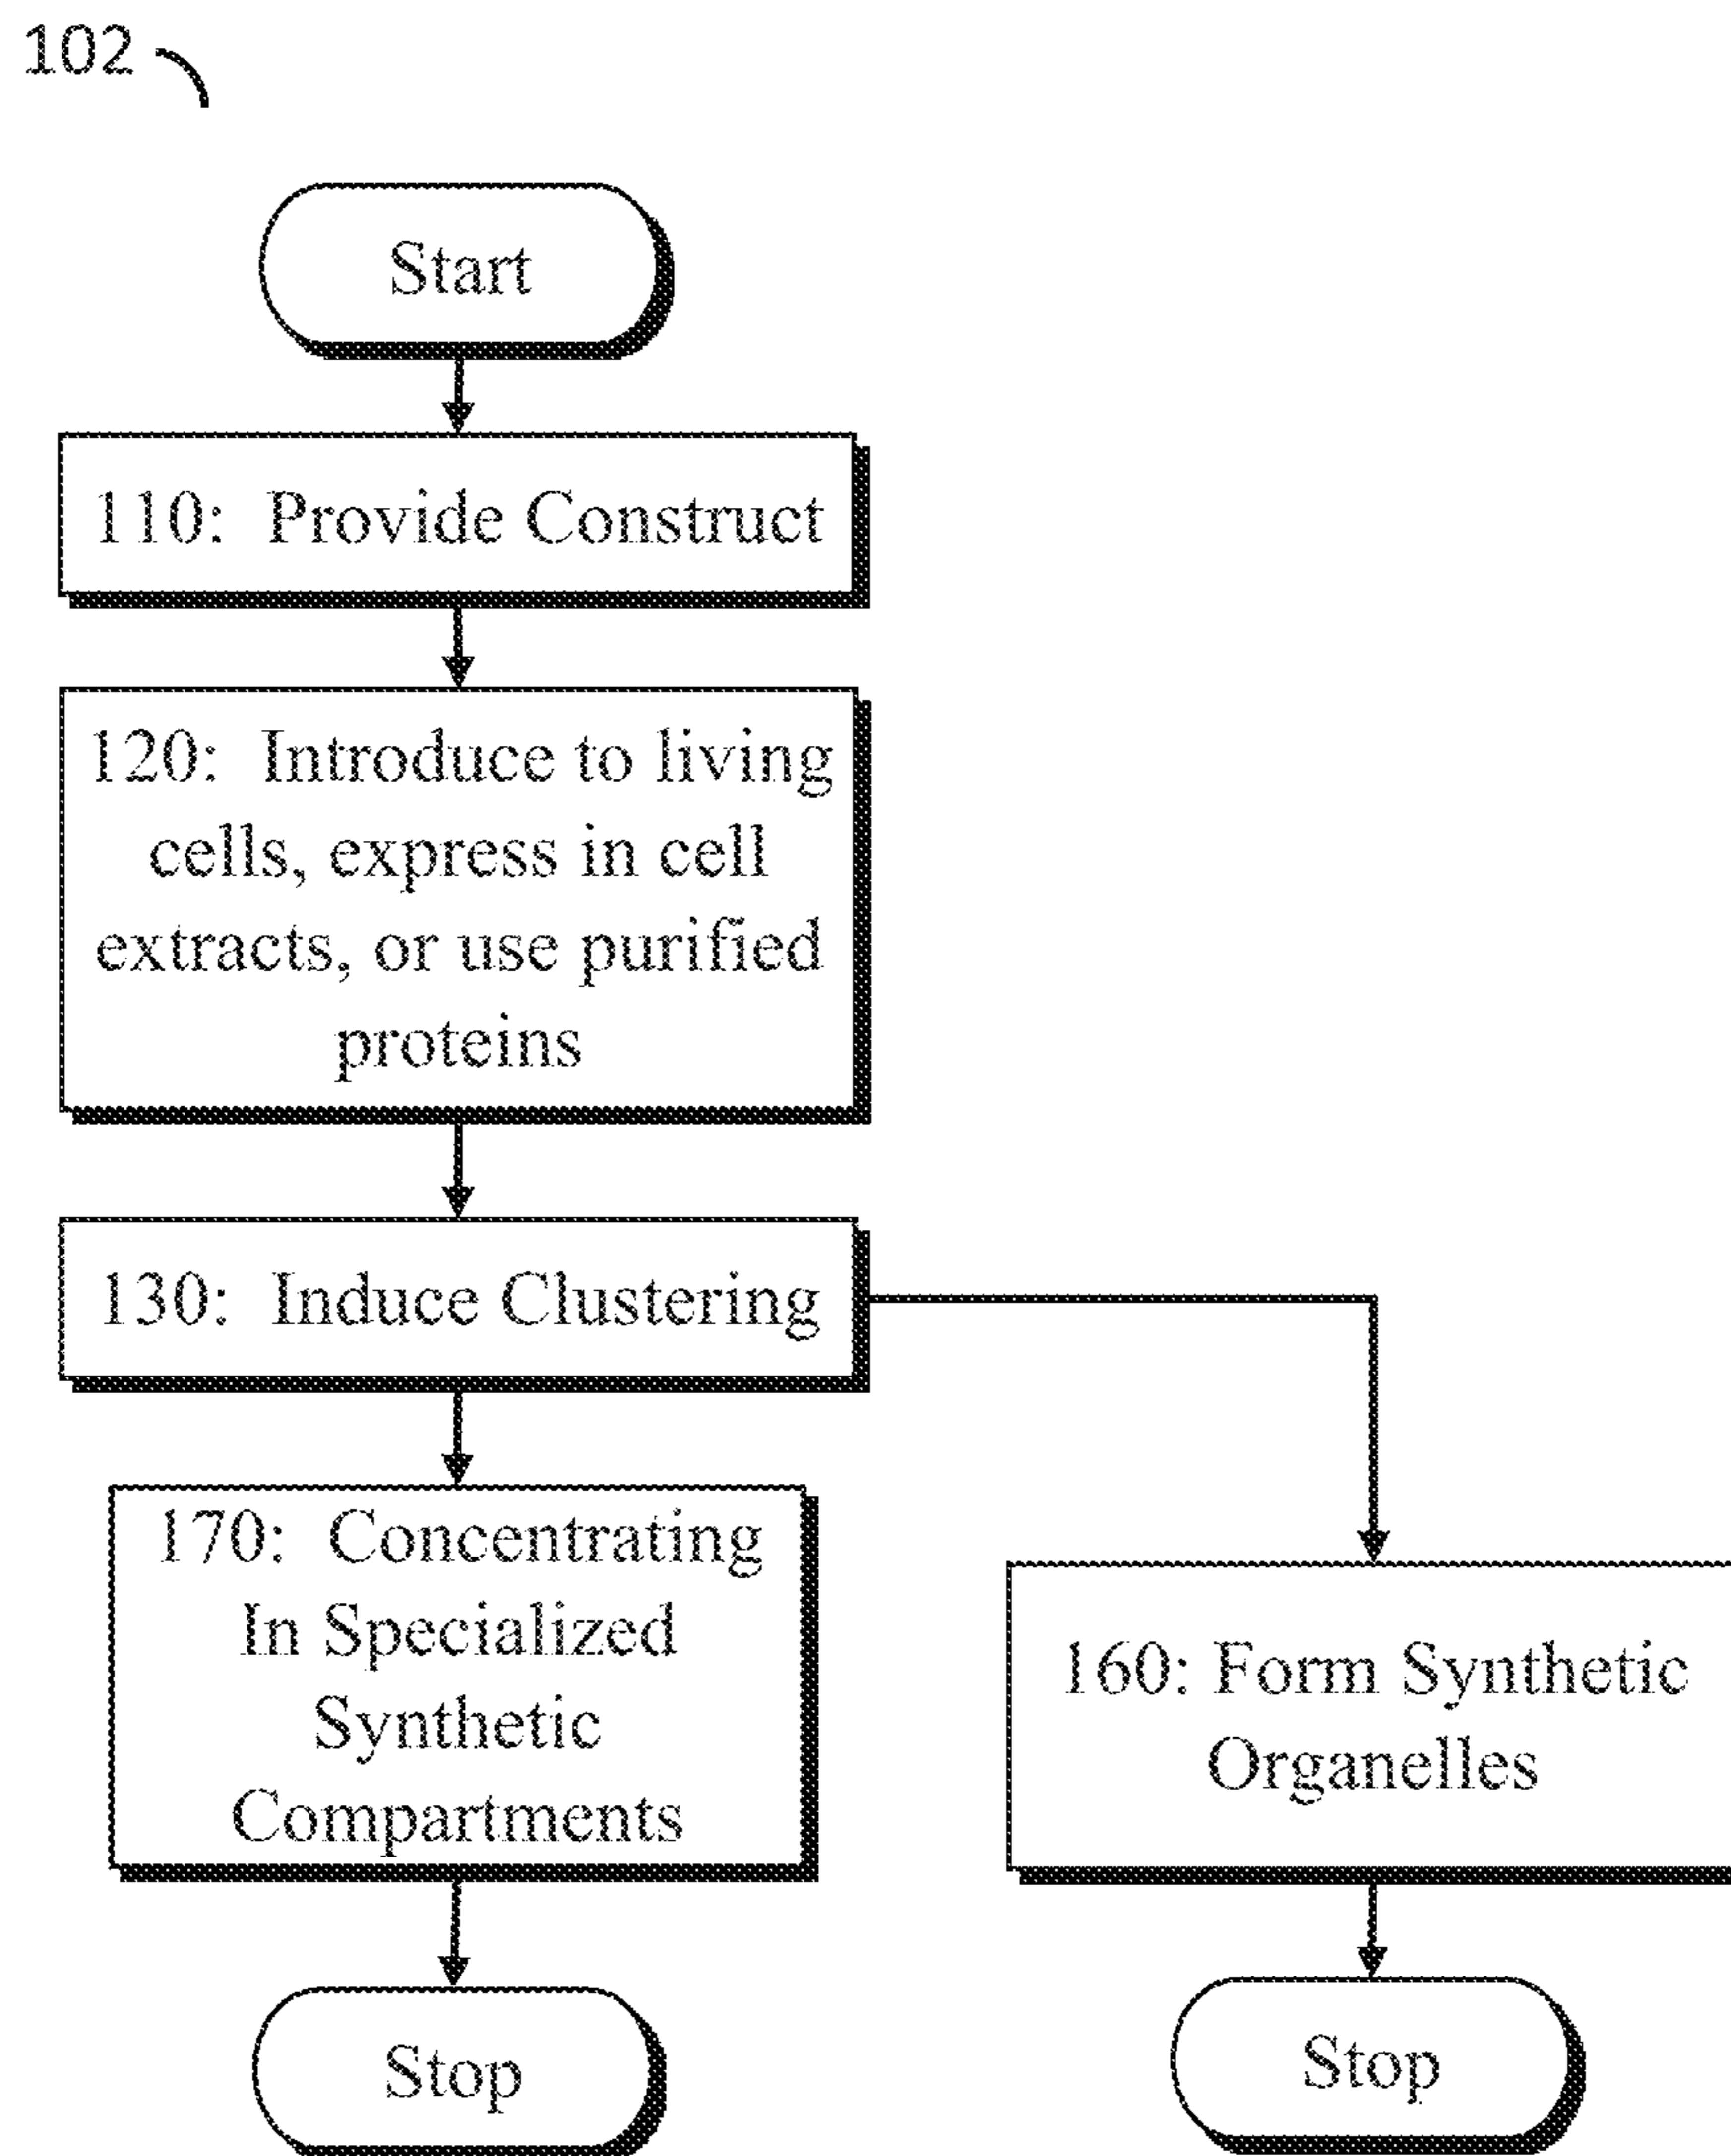 102
Start
110: Provide Construct
120: Introduce to living
cells, express in cell
extracts, or use purified
proteins
130: Induce Clustering
170: Concentrating
In Specialized
Synthetic
Compartments
160: Form Synthetic
Organelles
Stop
Stop